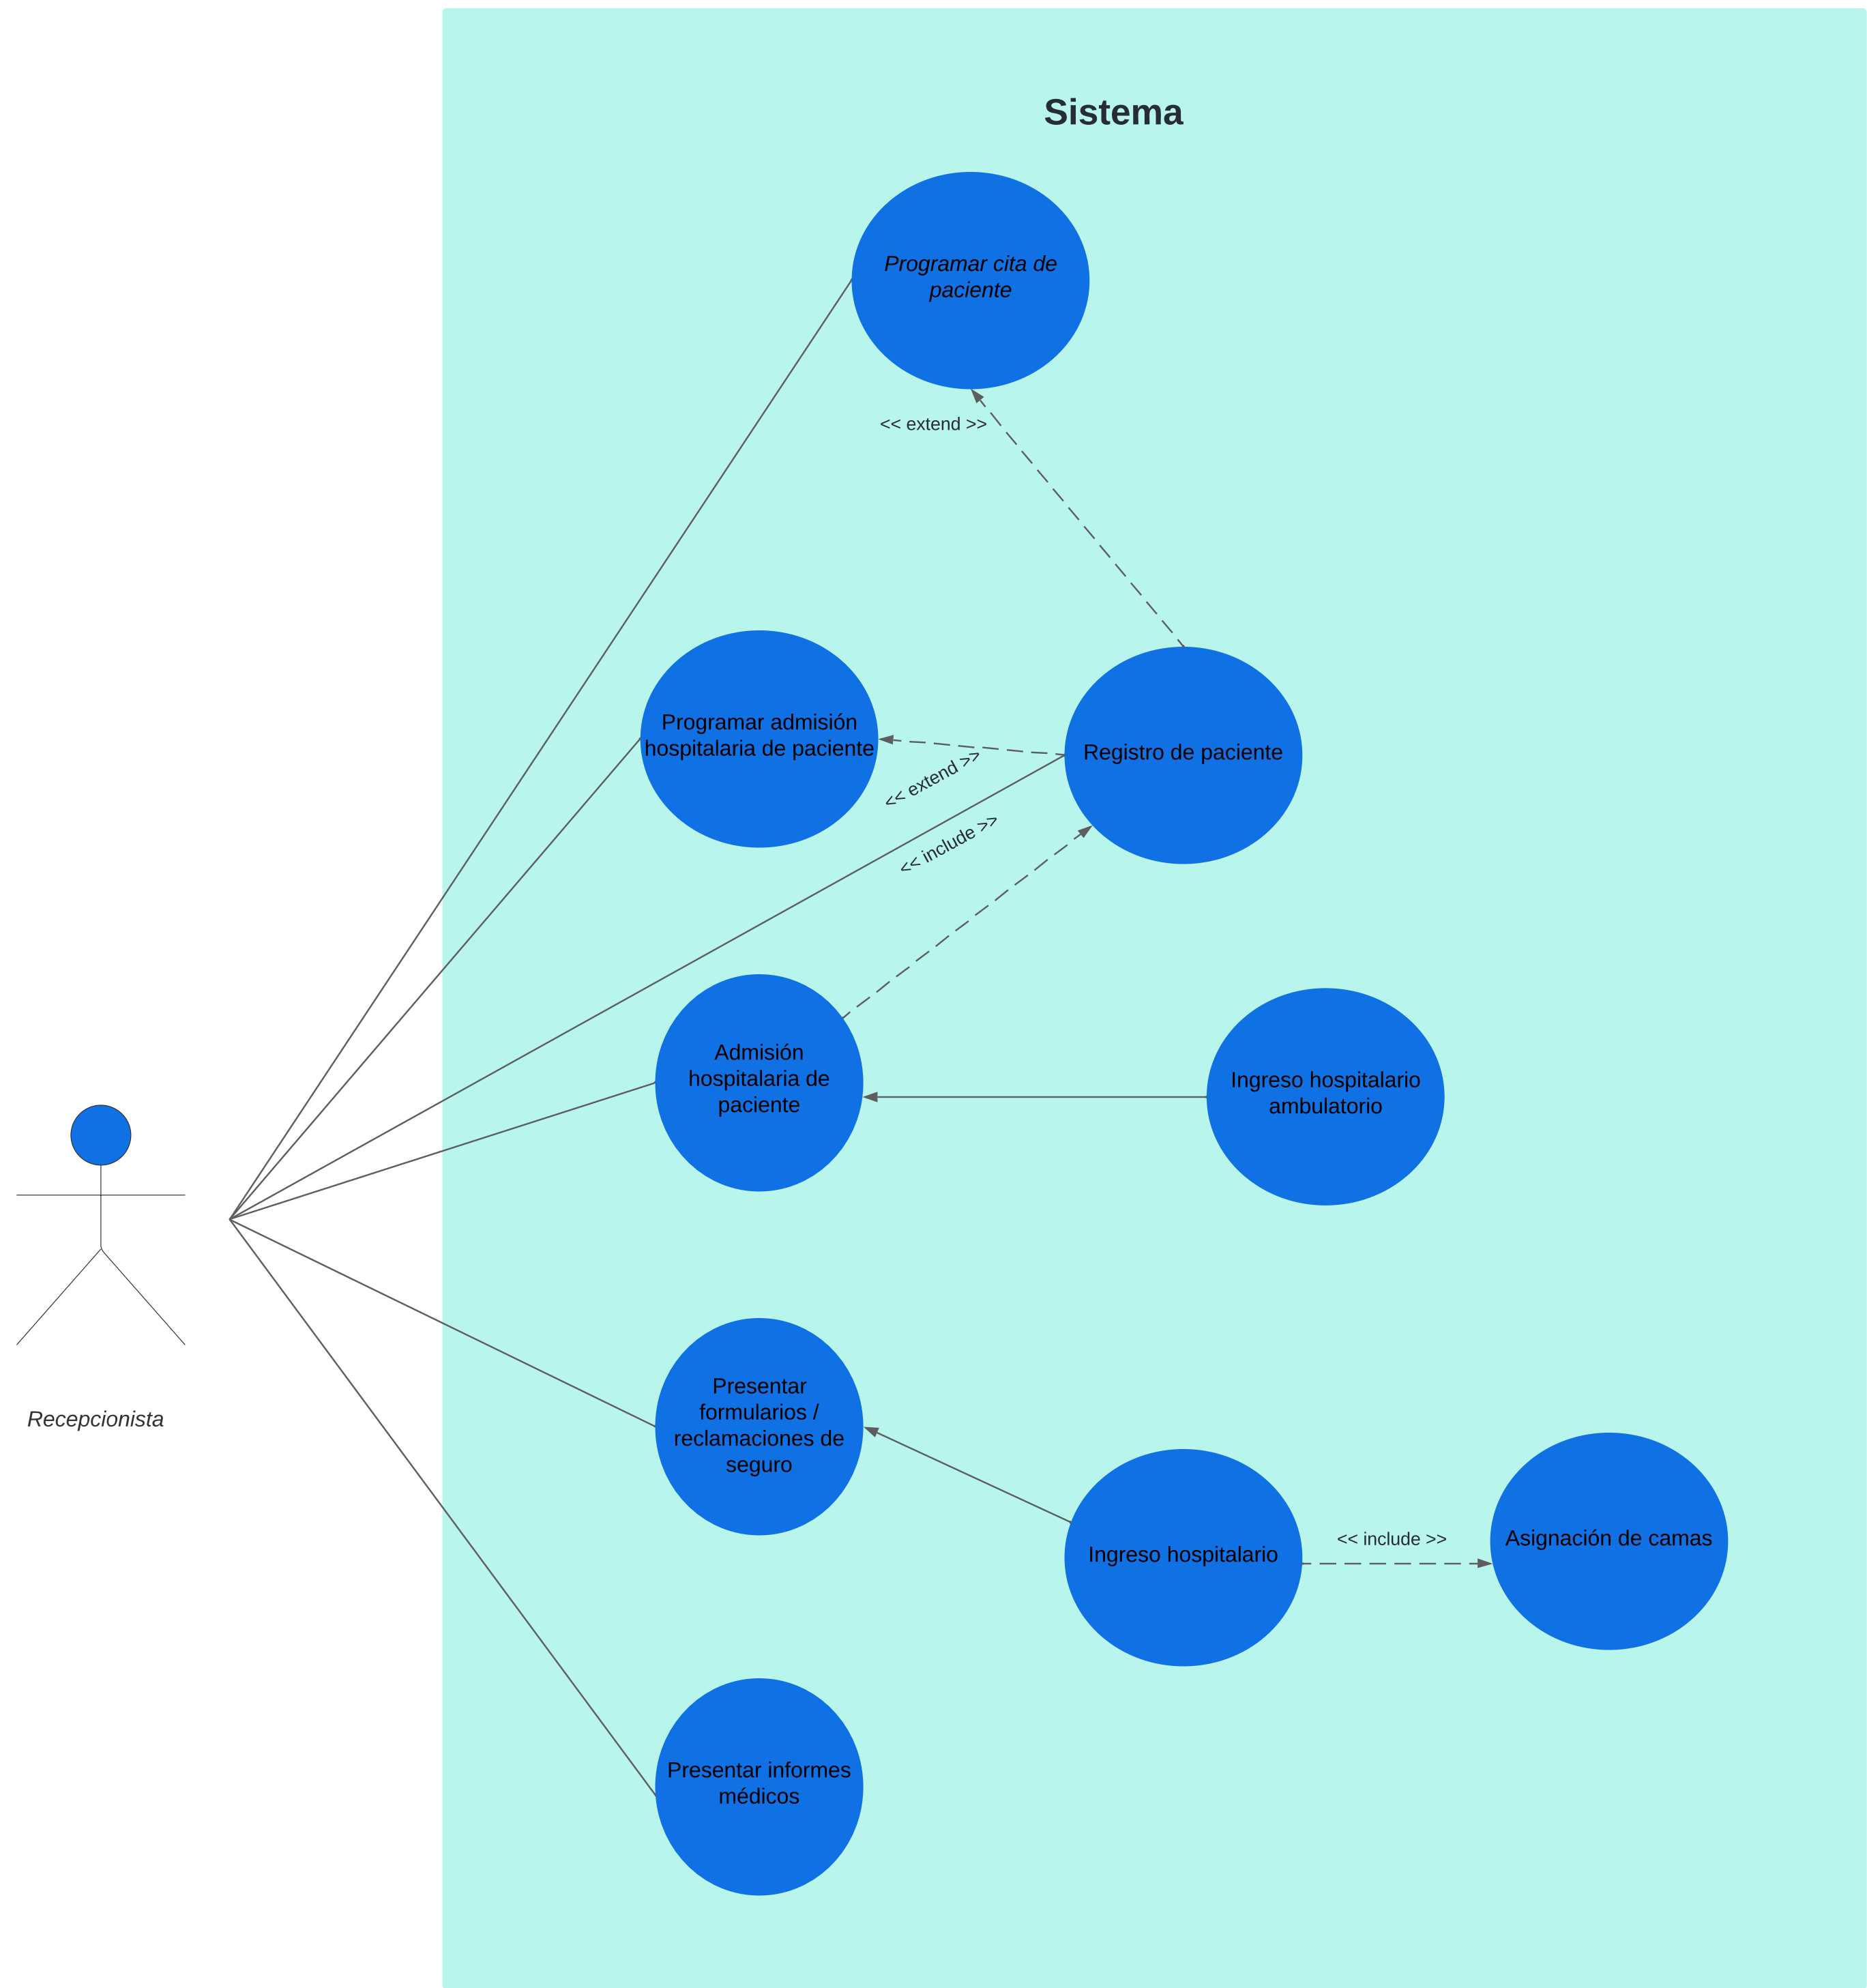 Sistema
Programar cita de
paciente
<< extend >>
Programar admisión
hospitalaria de paciente
Registro de paciente
<< extend >>
<< include >>
Admisión
hospitalaria de
paciente
Ingreso hospitalario
ambulatorio
Recepcionista
Presentar
formularios /
reclamaciones de
seguro
Ingreso hospitalario
<< include >>
Asignación de camas
Presentar informes
médicos